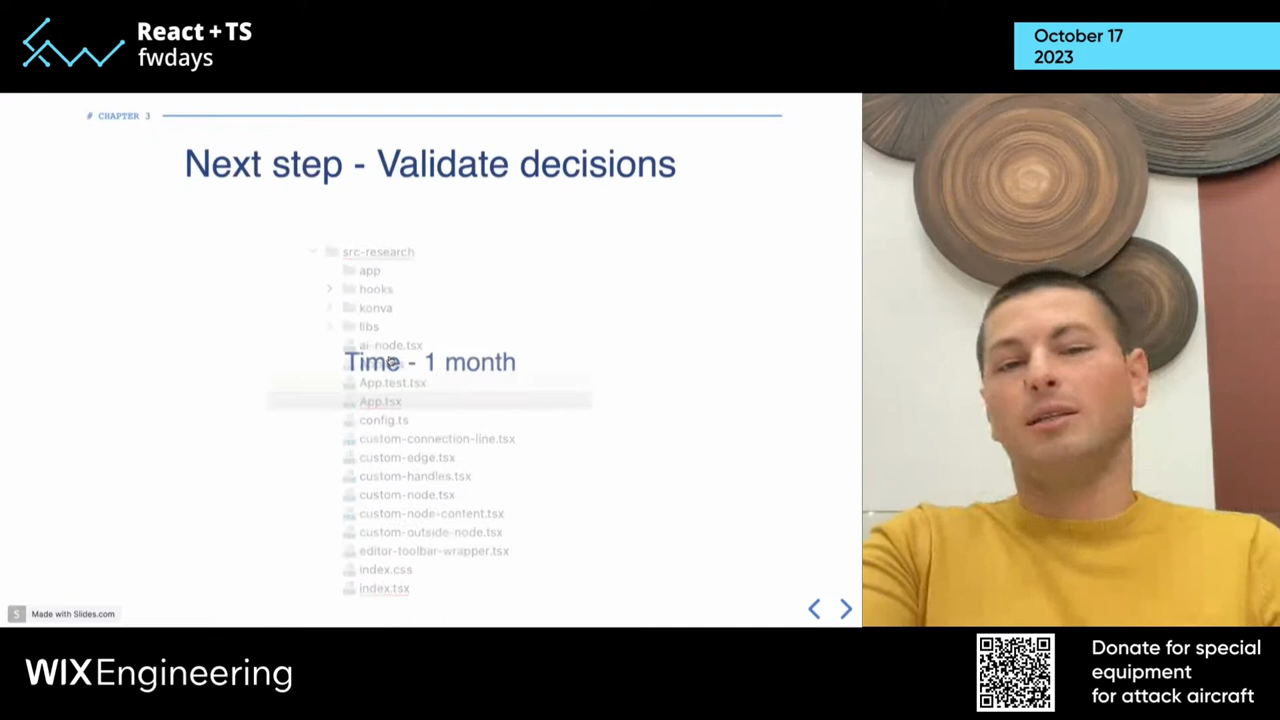 React + TS
fwdays
October 17
2023
# CHAPTER 3
Next step - Validate decisions
src-research
app
hooks
konva
libs
ai-node.tsx
Time - 1 month
App.test.tsx
App.tsx
config.ts
custom-connection-line.tsx
custom-edge.tsx
custom-handles.tsx
custom-node.tsx
custom-node-content.tsx
custom-outside-node.tsx
editor-toolbar-wrapper.tsx
index.css
index.tsx
S Made with Slides.com
WIXEngineering
Donate for special
equipment
for attack aircraft